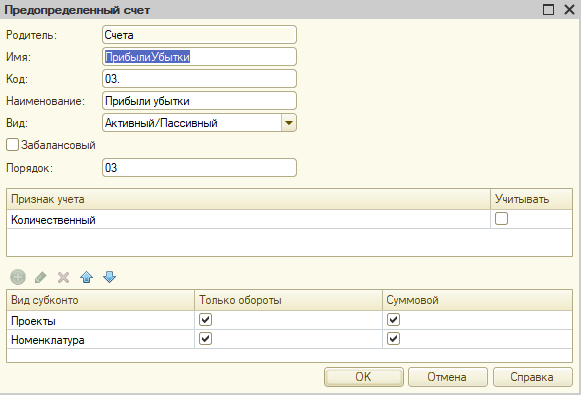 Предопределенный счет
Родитель: Счета
Имя: ПрибылиУбытки
Код: 03.
Наименование: Прибыли убытки
Вид: Активный/Пассивный
Забалансовый
Порядок: 03
Признак учета Учитывать
Количественный
Вид субконто Только обороты Суммовой
Проекты
Номенклатура
OK Отмена Справка